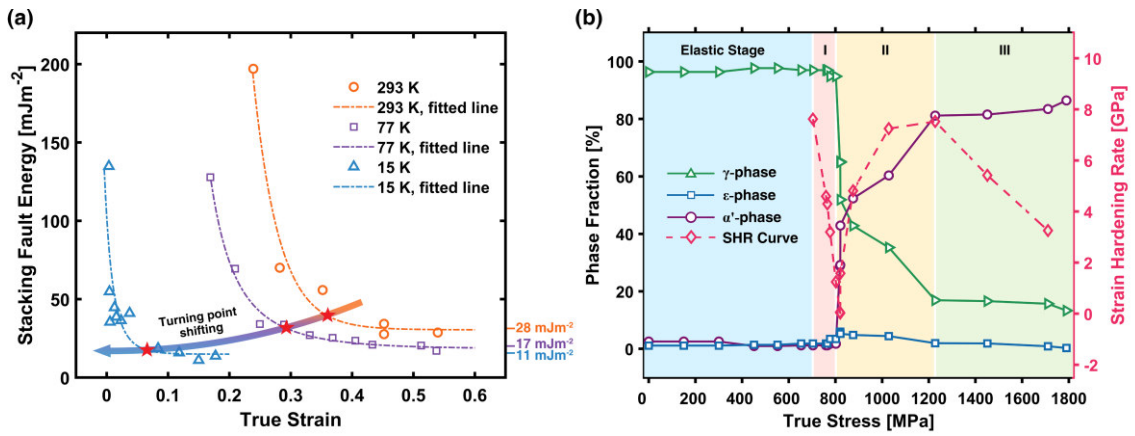 (a)
Stacking Fault Energy [mJm-2]
200
150
100
50
0
293 K
293 K, fitted line
77 K
77 K, fitted line
15 K
15 K, fitted line
Turning point
shifting
28 mJm-2
17 mJm-2
11 mJm-2
0 0.1 0.2 0.3 0.4 0.5 0.6
True Strain
(b)
Elastic Stage I II III
Phase Fraction [%]
100
80
60
40
20
0
γ-phase
ε-phase
α'-phase
SHR Curve
10
8
6
4
2
0
-2
Strain Hardening Rate [GPa]
0 200 400 600 800 1000 1200 1400 1600 1800
True Stress [MPa]